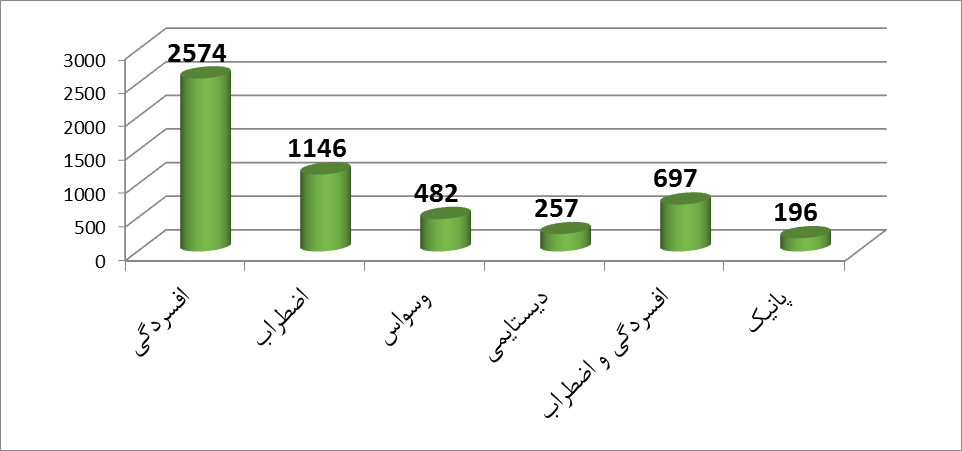 3000
2500
2000
1500
1000
500
0
2574
1146
482
257
697
196
افسردگی
اضطراب
وسواس
دیستایمی
افسردگی و اضطراب
پانیک